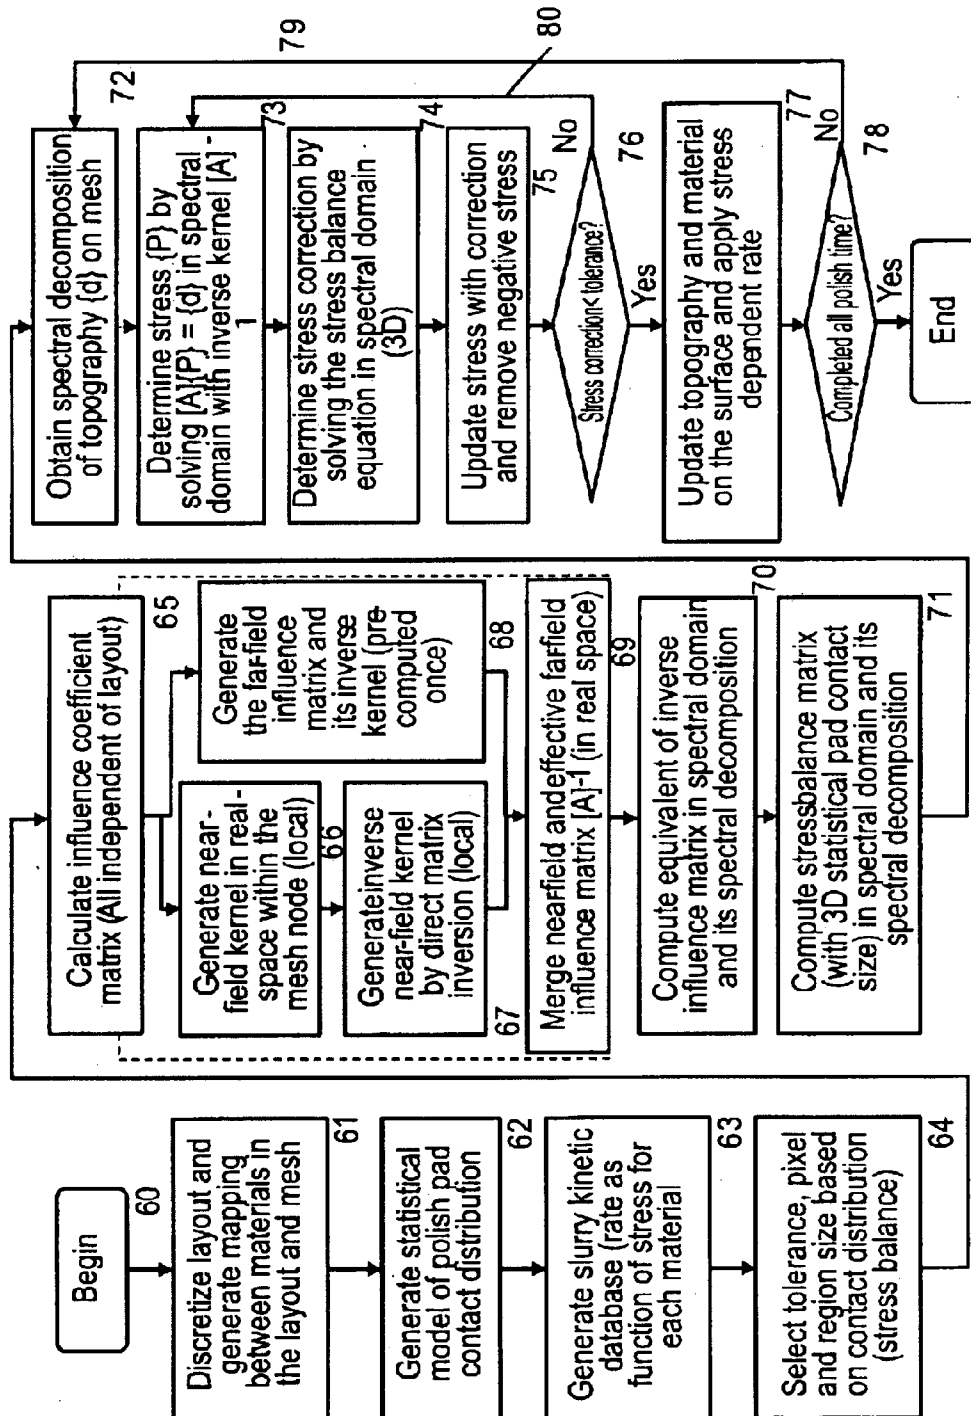 Begin
60
Discretize layout and
generate mapping
between materials in
the layout and mesh
61
Generate statistical
model of polish pad
contact distribution
62
Generate slurry kinetic
database (rate as
function of stress for
each material
63
Select tolerance, pixel
and region size based
on contact distribution
(stress balance)
64
Calculate influence coefficient
matrix (All independent of layout)
65
Generate near-
field kernel in real-
space within the
mesh node (local)
66
Generateinverse
near-field kernel
by direct matrix
inversion (local)
67
Generate
the far-field
influence
matrix and
its inverse
kernel (pre-
computed
once)
68
Merge near-field andeffective far-field
influence matrix [A]-1 (in real space)
69
Compute equivalent of inverse
influence matrix in spectral domain
and its spectral decomposition
70
Compute stressbalance matrix
(with 3D statistical pad contact
size) in spectral domain and its
spectral decomposition
71
Obtain spectral decomposition
of topography {d} on mesh
72
Determine stress {P} by
solving [A]{P} = {d} in spectral
domain with inverse kernel [A] -
1
73
Determine stress correction by
solving the stress balance
equation in spectral domain
(3D)
74
Update stress with correction
and remove negative stress
75
Stress correction< tolerance?
76
No
Yes
Update topography and material
on the surface and apply stress
dependent rate
77
Completed all polish time?
78
No
Yes
End
79
80